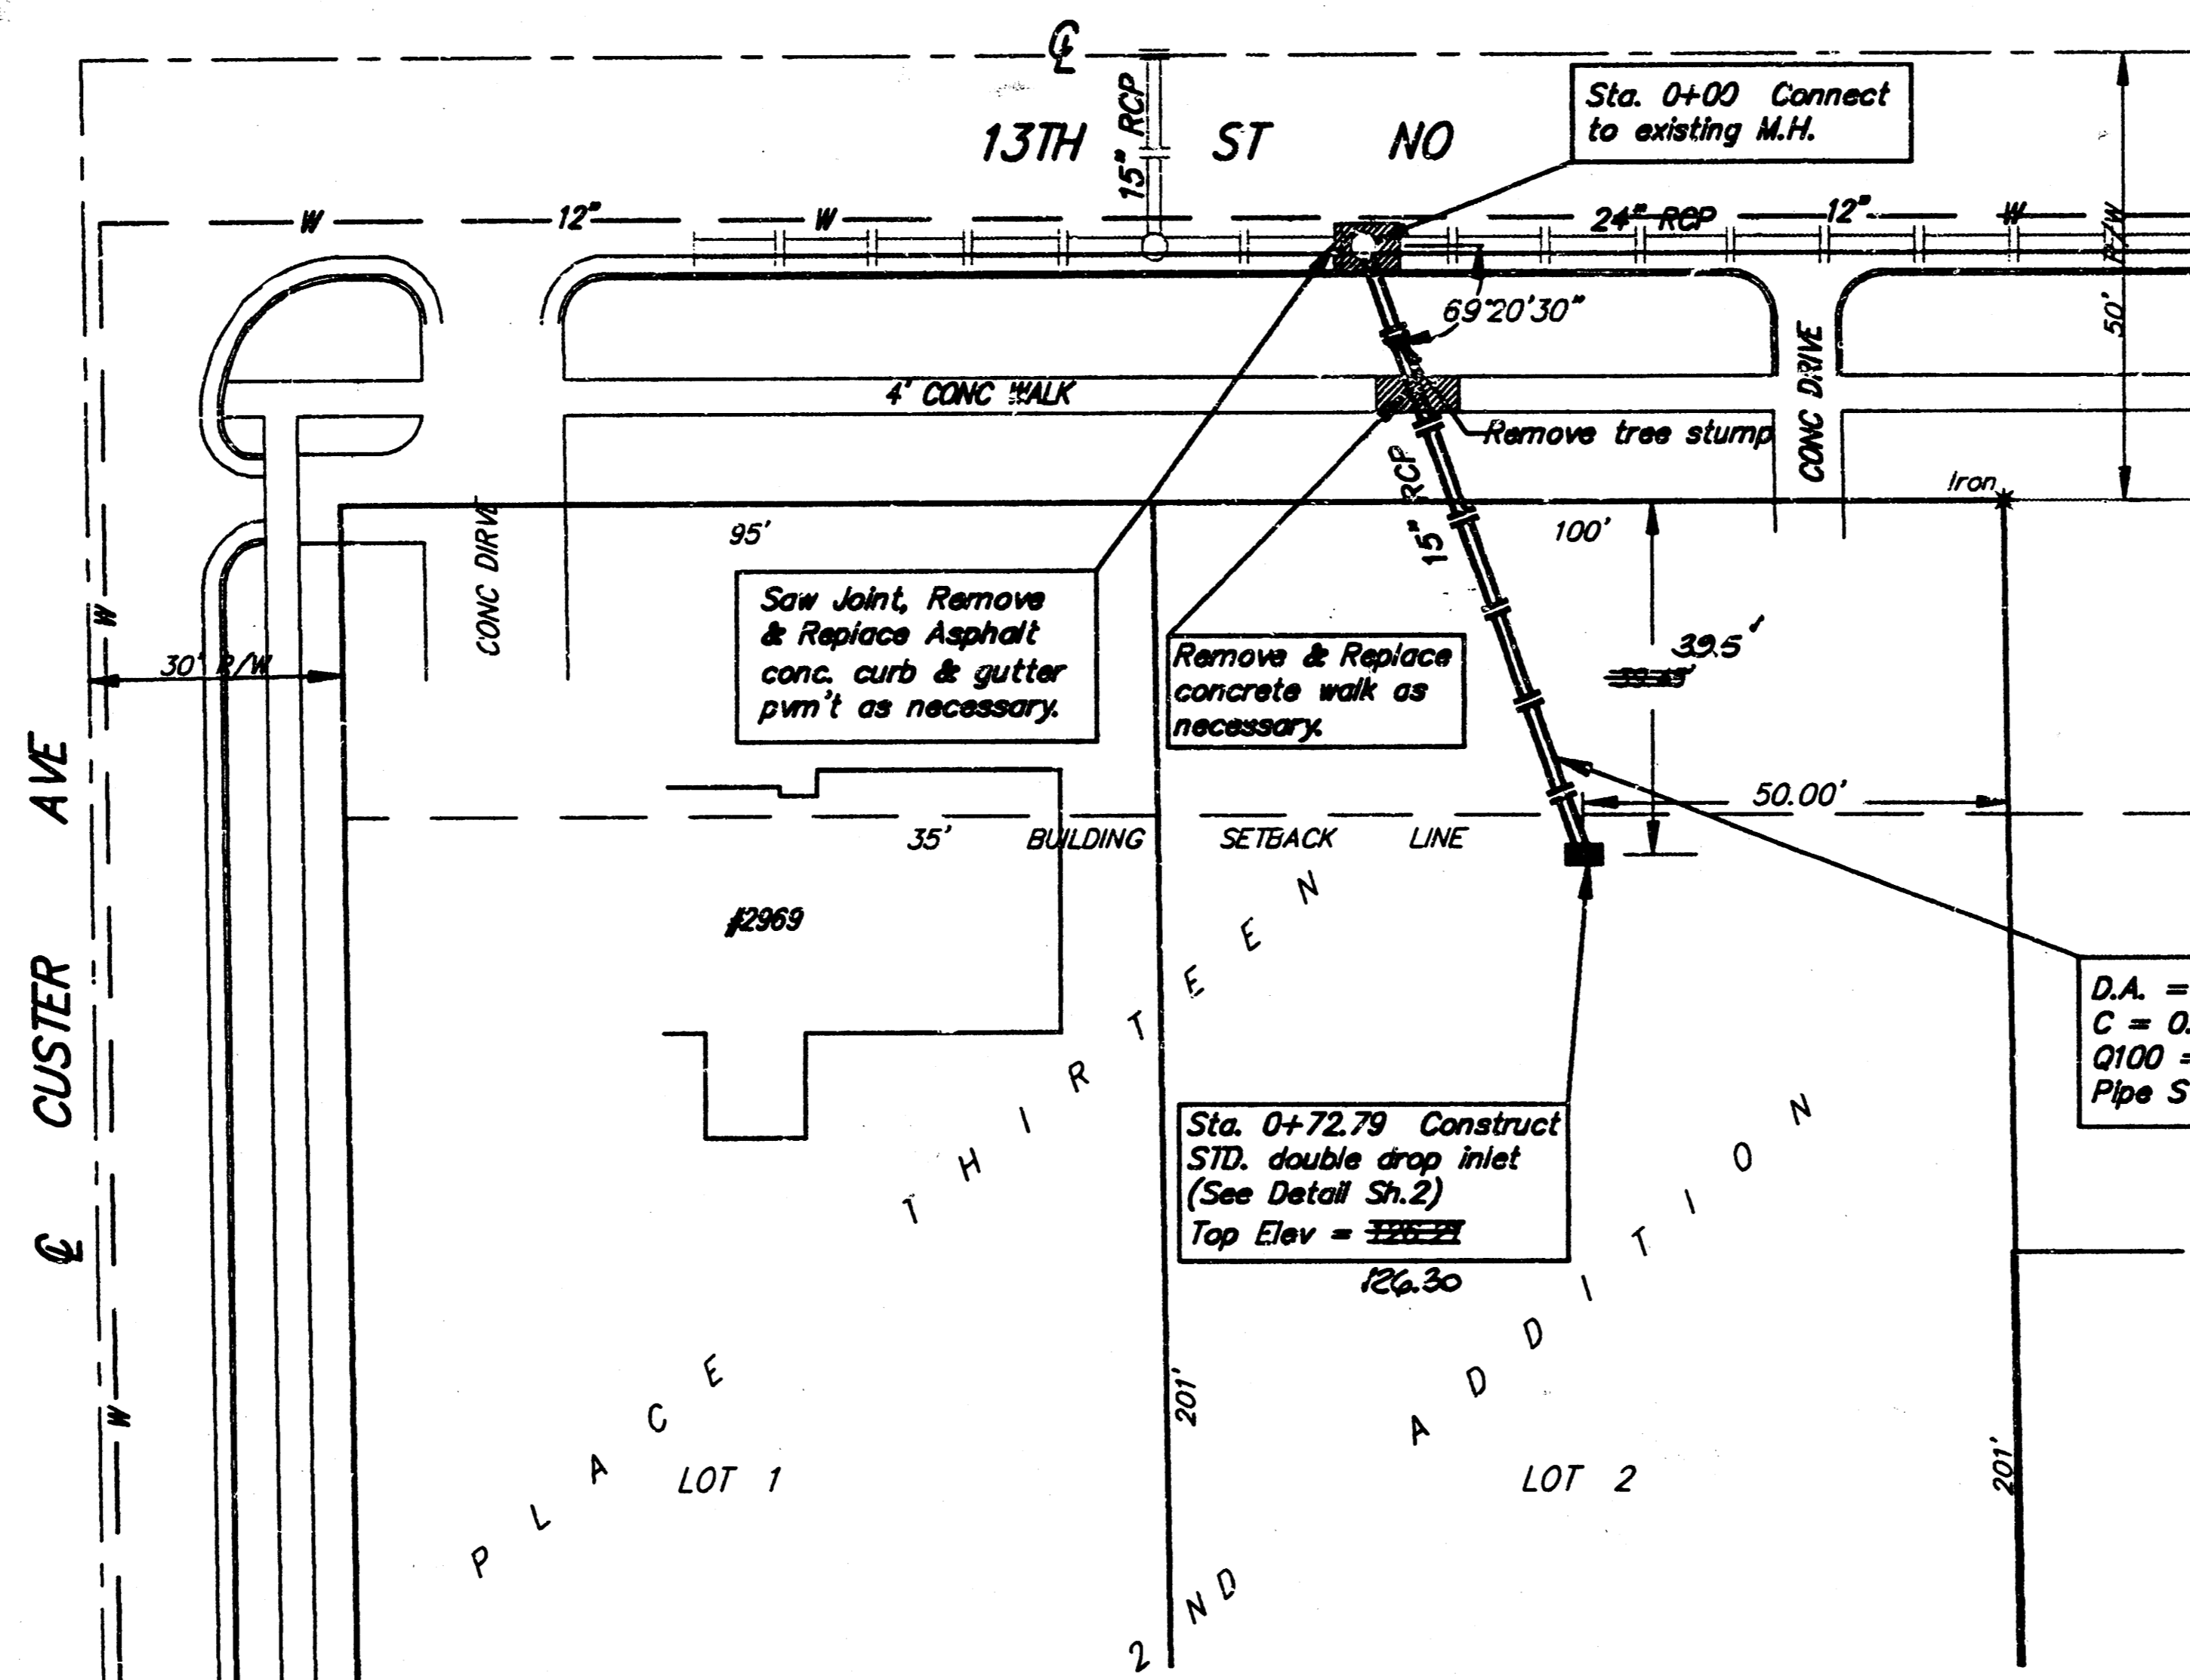 ℄
Sta. 0+00 Connect
to existing M.H.
13TH ST NO
15" RCP
W 12" W 24" RCP 12" W
R/W
50'
69°20'30"
4' CONC WALK
CONC DRIVE
Remove tree stump
Iron
15" RCP
95'
100'
CONC DIRVE
Saw Joint, Remove
& Replace Asphalt
conc. curb & gutter
pvm't as necessary.
Remove & Replace
concrete walk as
necessary.
39.5'
W
30' R/W
50.00'
35' BUILDING SETBACK LINE
#2969
D.A. =
C = 0.
Q100 =
Pipe S
Sta. 0+72.79 Construct
STD. double drop inlet
(See Detail Sh.2)
Top Elev = 126.21
126.30
℄ CUSTER AVE
W
PLACE THIRTEEN
2ND ADDITION
201'
201'
LOT 1
LOT 2